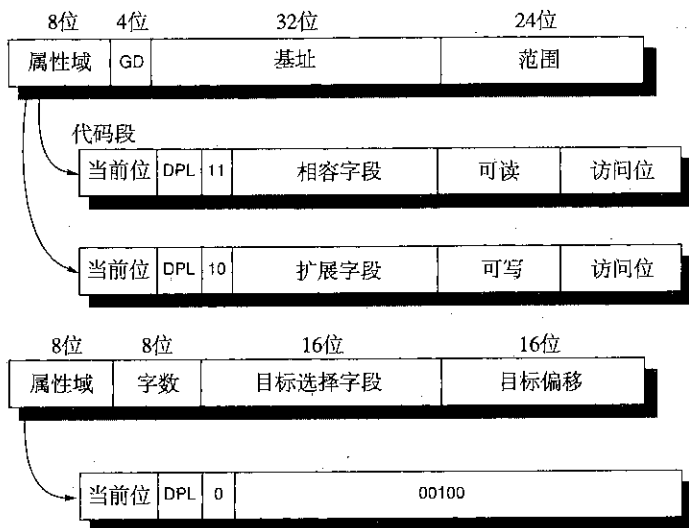 8位 4位 32位 24位
属性域 GD 基址 范围
代码段
当前位 DPL 11 相容字段 可读 访问位
当前位 DPL 10 扩展字段 可写 访问位
8位 8位 16位 16位
属性域 字数 目标选择字段 目标偏移
当前位 DPL 0 00100